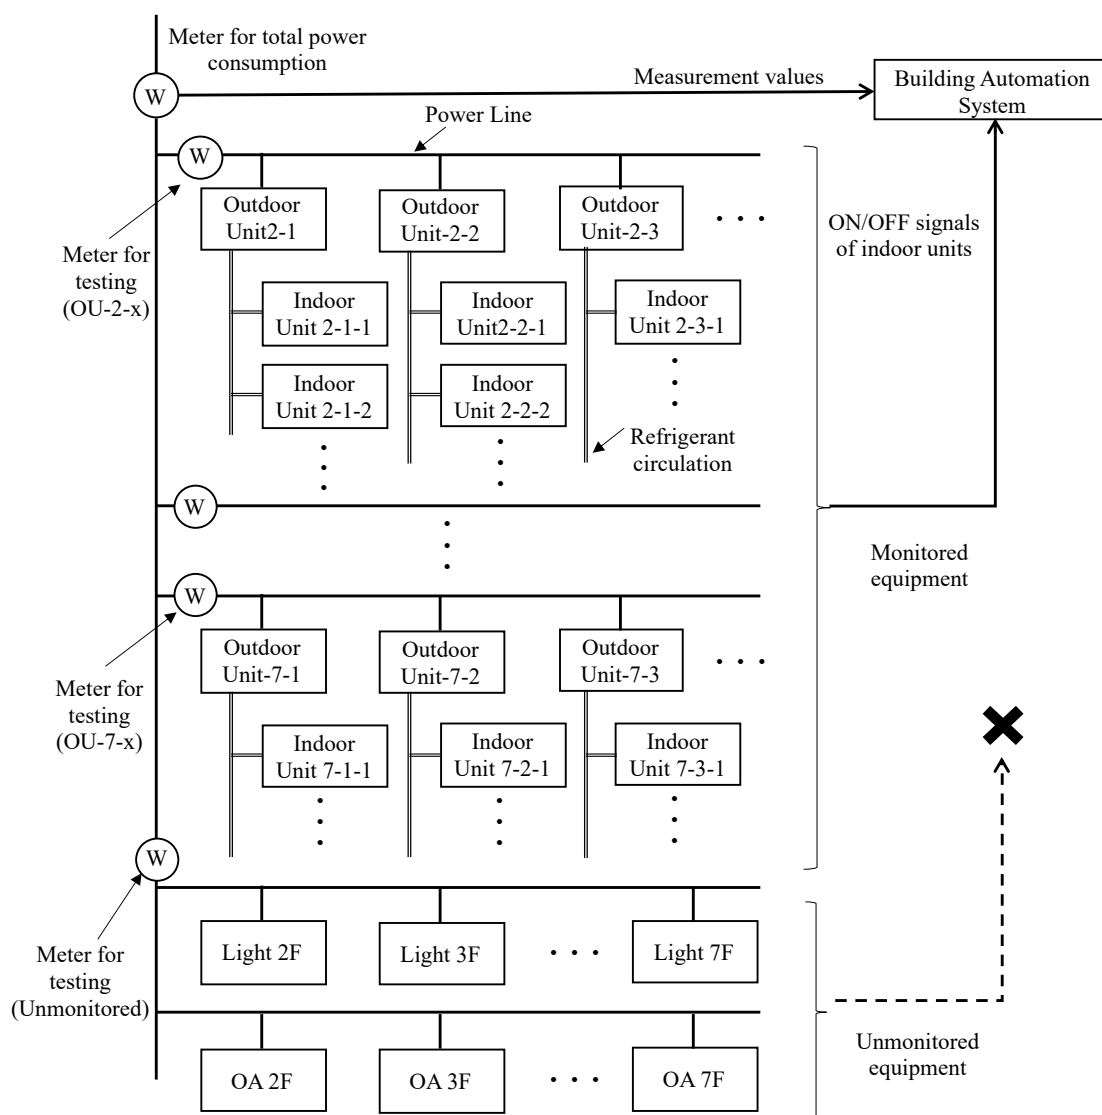 Meter for total power
consumption
W
Measurement values
Building Automation
System
Power Line
W
Outdoor
Unit2-1
Outdoor
Unit-2-2
Outdoor
Unit-2-3
ON/OFF signals
of indoor units
Meter for
testing
(OU-2-x)
Indoor
Unit 2-1-1
Indoor
Unit2-2-1
Indoor
Unit 2-3-1
Indoor
Unit 2-1-2
Indoor
Unit 2-2-2
Refrigerant
circulation
W
Monitored
equipment
W
Outdoor
Unit-7-1
Outdoor
Unit-7-2
Outdoor
Unit-7-3
Meter for
testing
(OU-7-x)
Indoor
Unit 7-1-1
Indoor
Unit 7-2-1
Indoor
Unit 7-3-1
W
Light 2F
Light 3F
Light 7F
Meter for
testing
(Unmonitored)
Unmonitored
equipment
OA 2F
OA 3F
OA 7F